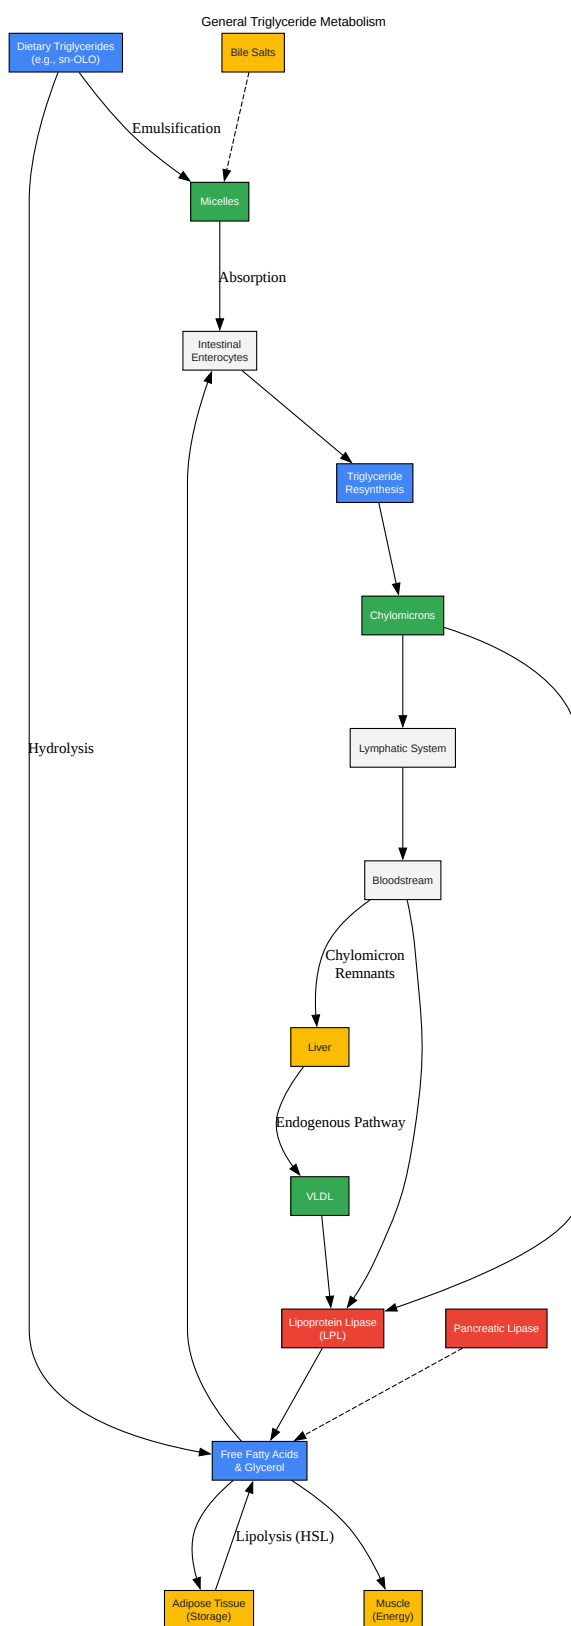 General Triglyceride Metabolism
Dietary Triglycerides
(e.g., sn-OLO)
Bile Salts
Emulsification
Micelles
Absorption
Intestinal
Enterocytes
Triglyceride
Resynthesis
Chylomicrons
Lymphatic System
Hydrolysis
Bloodstream
Chylomicron
Remnants
Liver
Endogenous Pathway
VLDL
Lipoprotein Lipase
(LPL)
Pancreatic Lipase
Free Fatty Acids
& Glycerol
Lipolysis (HSL)
Adipose Tissue
(Storage)
Muscle
(Energy)